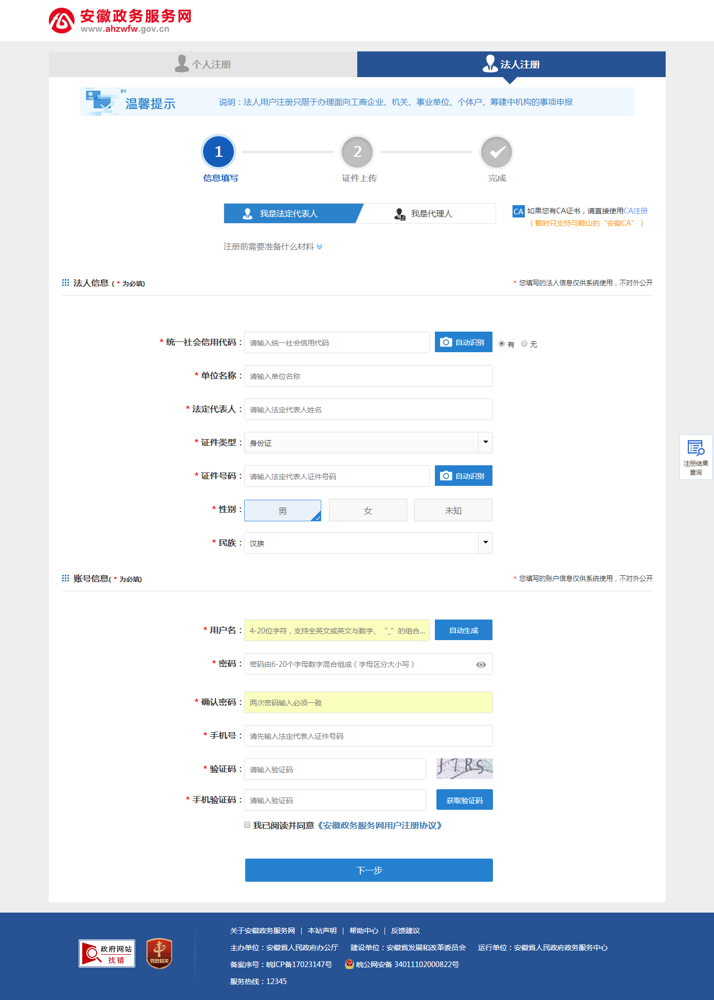 安徽政务服务网
www.ahzwfw.gov.cn
个人注册
法人注册
温馨提示
说明：法人用户注册只限于办理面向工商企业、机关、事业单位、个体户、筹建中机构的事项申报
1
2
信息填写
证件上传
完成
我是法定代表人
我是代理人
CA 如果您有CA证书，请直接使用CA注册
（暂时只支持马鞍山的“安徽CA”）
注册前需要准备什么材料
法人信息 ( * 为必填)
* 您填写的法人信息仅供系统使用，不对外公开
* 统一社会信用代码： 请输入统一社会信用代码 自动识别 有 无
* 单位名称： 请输入单位名称
* 法定代表人： 请输入法定代表人姓名
* 证件类型： 身份证
* 证件号码： 请输入法定代表人证件号码 自动识别
* 性别： 男 女 未知
* 民族： 汉族
注册结果
查询
账号信息( * 为必填)
* 您填写的账户信息仅供系统使用，不对外公开
* 用户名： 4-20位字符，支持全英文或英文与数字、“_”的组合... 自动生成
* 密码： 密码由6-20个字母数字混合组成（字母区分大小写）
* 确认密码： 两次密码输入必须一致
* 手机号： 请先输入法定代表人证件号码
* 验证码： 请输入验证码 JTRS
* 手机验证码： 请输入验证码 获取验证码
我已阅读并同意《安徽政务服务网用户注册协议》
下一步
政府网站
找错
党政机关
关于安徽政务服务网 | 本站声明 | 帮助中心 | 反馈建议
主办单位：安徽省人民政府办公厅 建设单位：安徽省发展和改革委员会 运行单位：安徽省人民政府政务服务中心
备案序号：皖ICP备17023147号 皖公网安备 34011102000822号
服务热线：12345